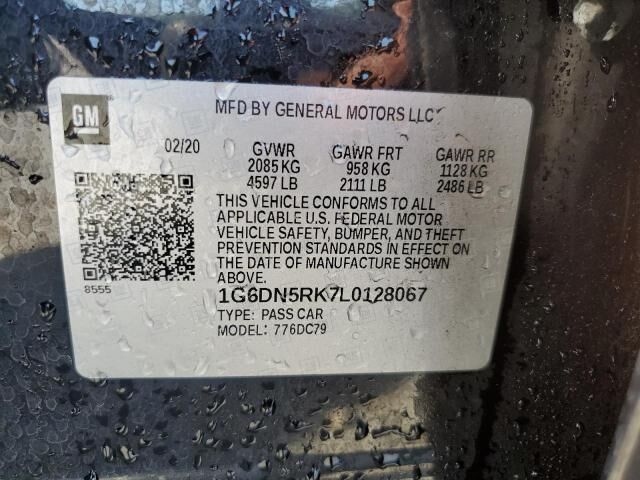 GM
MFD BY GENERAL MOTORS LLC
02/20 GVWR GAWR FRT GAWR RR
2085 KG 958 KG 1128 KG
4597 LB 2111 LB 2486 LB
THIS VEHICLE CONFORMS TO ALL
APPLICABLE U.S. FEDERAL MOTOR
VEHICLE SAFETY, BUMPER, AND THEFT
PREVENTION STANDARDS IN EFFECT ON
THE DATE OF MANUFACTURE SHOWN
ABOVE.
8555
1G6DN5RK7L0128067
TYPE: PASS CAR
MODEL: 776DC79